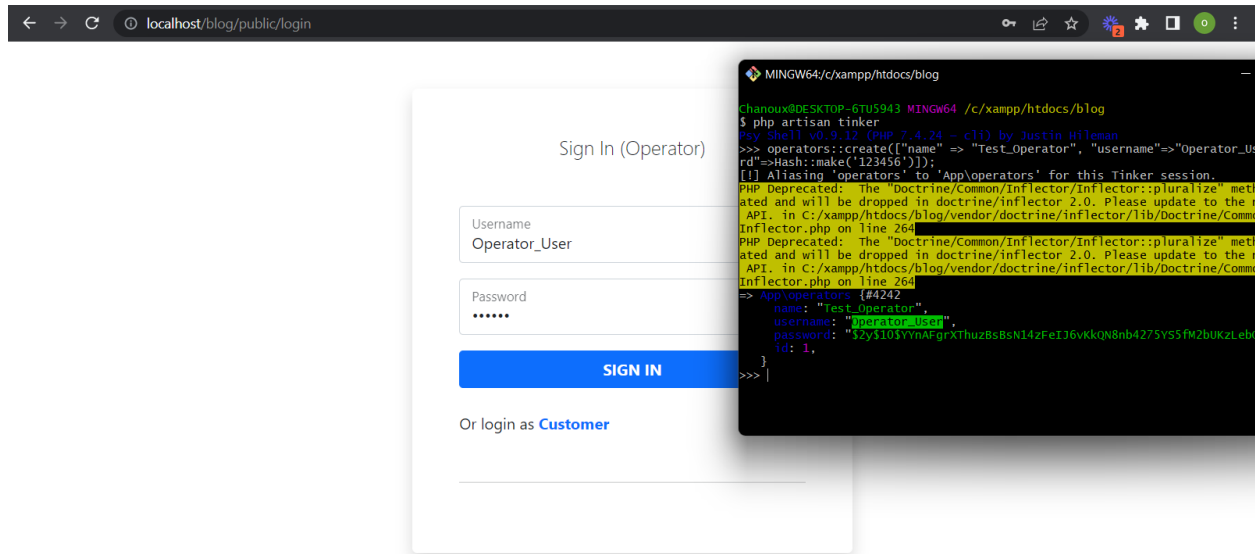 localhost/blog/public/login
2
o
Sign In (Operator)
Username
Operator_User
Password
SIGN IN
Or login as Customer
MINGW64:/c/xampp/htdocs/blog
Chanoux@DESKTOP-6TU5943 MINGW64 /c/xampp/htdocs/blog
$ php artisan tinker
Psy Shell v0.9.12 (PHP 7.4.24 — cli) by Justin Hileman
>>> operators::create(["name" => "Test_Operator", "username"=>"Operator_Us
rd"=>Hash::make('123456')]);
[!] Aliasing 'operators' to 'App\operators' for this Tinker session.
PHP Deprecated:  The "Doctrine/Common/Inflector/Inflector::pluralize" meth
ated and will be dropped in doctrine/inflector 2.0. Please update to the n
 API. in C:/xampp/htdocs/blog/vendor/doctrine/inflector/lib/Doctrine/Commo
Inflector.php on line 264
PHP Deprecated:  The "Doctrine/Common/Inflector/Inflector::pluralize" meth
ated and will be dropped in doctrine/inflector 2.0. Please update to the n
 API. in C:/xampp/htdocs/blog/vendor/doctrine/inflector/lib/Doctrine/Commo
Inflector.php on line 264
=> App\operators {#4242
name: "Test_Operator",
username: "Operator_User",
password:
id: 1,
}
>>>